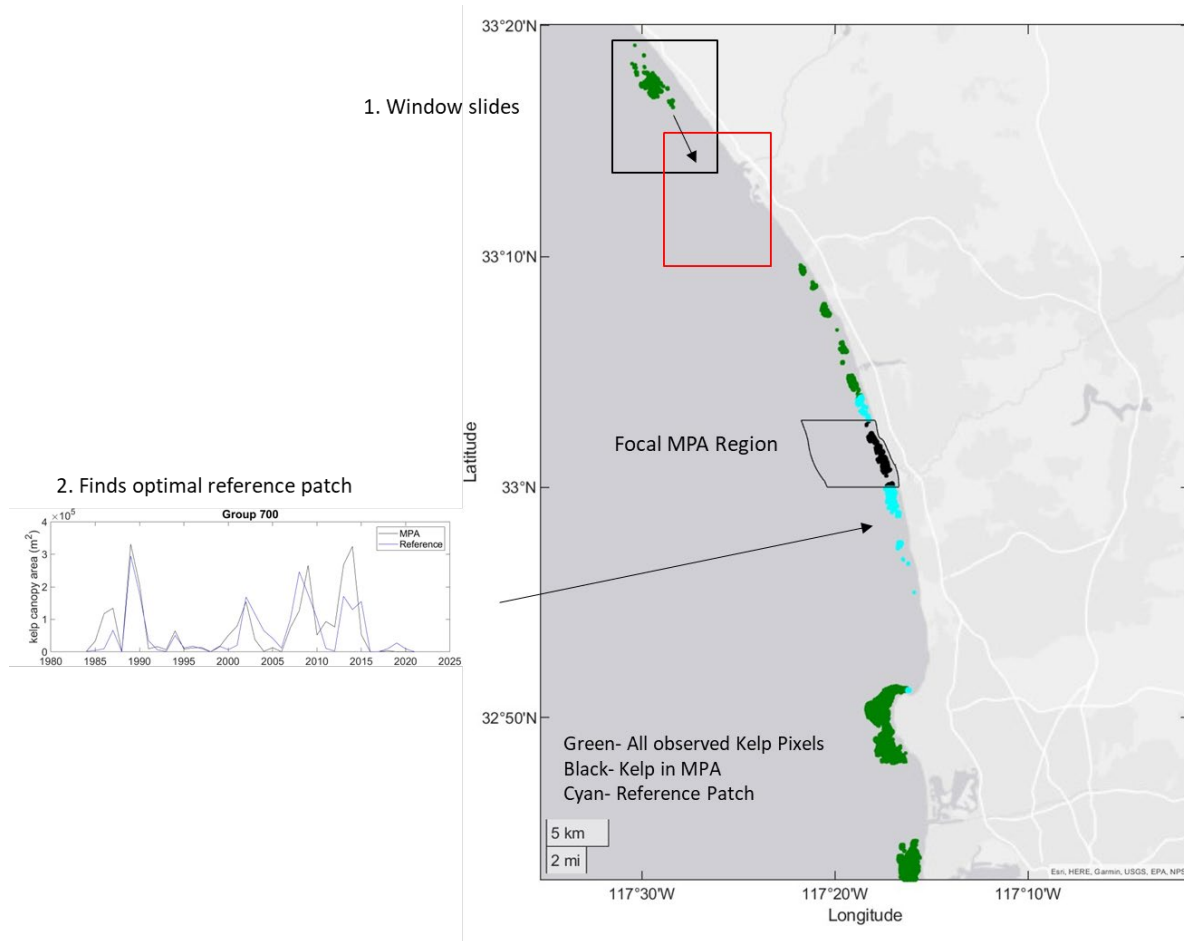 1. Window slides
33°20'N
33°10'N
33°N
32°50'N
Latitude
Focal MPA Region
2. Finds optimal reference patch
Group 700
×10⁵
MPA
Reference
kelp canopy area (m²)
4
3
2
1
0
1980 1985 1990 1995 2000 2005 2010 2015 2020 2025
Green- All observed Kelp Pixels
Black- Kelp in MPA
Cyan- Reference Patch
5 km
2 mi
Esri, HERE, Garmin, USGS, EPA, NPS
117°30'W 117°20'W 117°10'W
Longitude